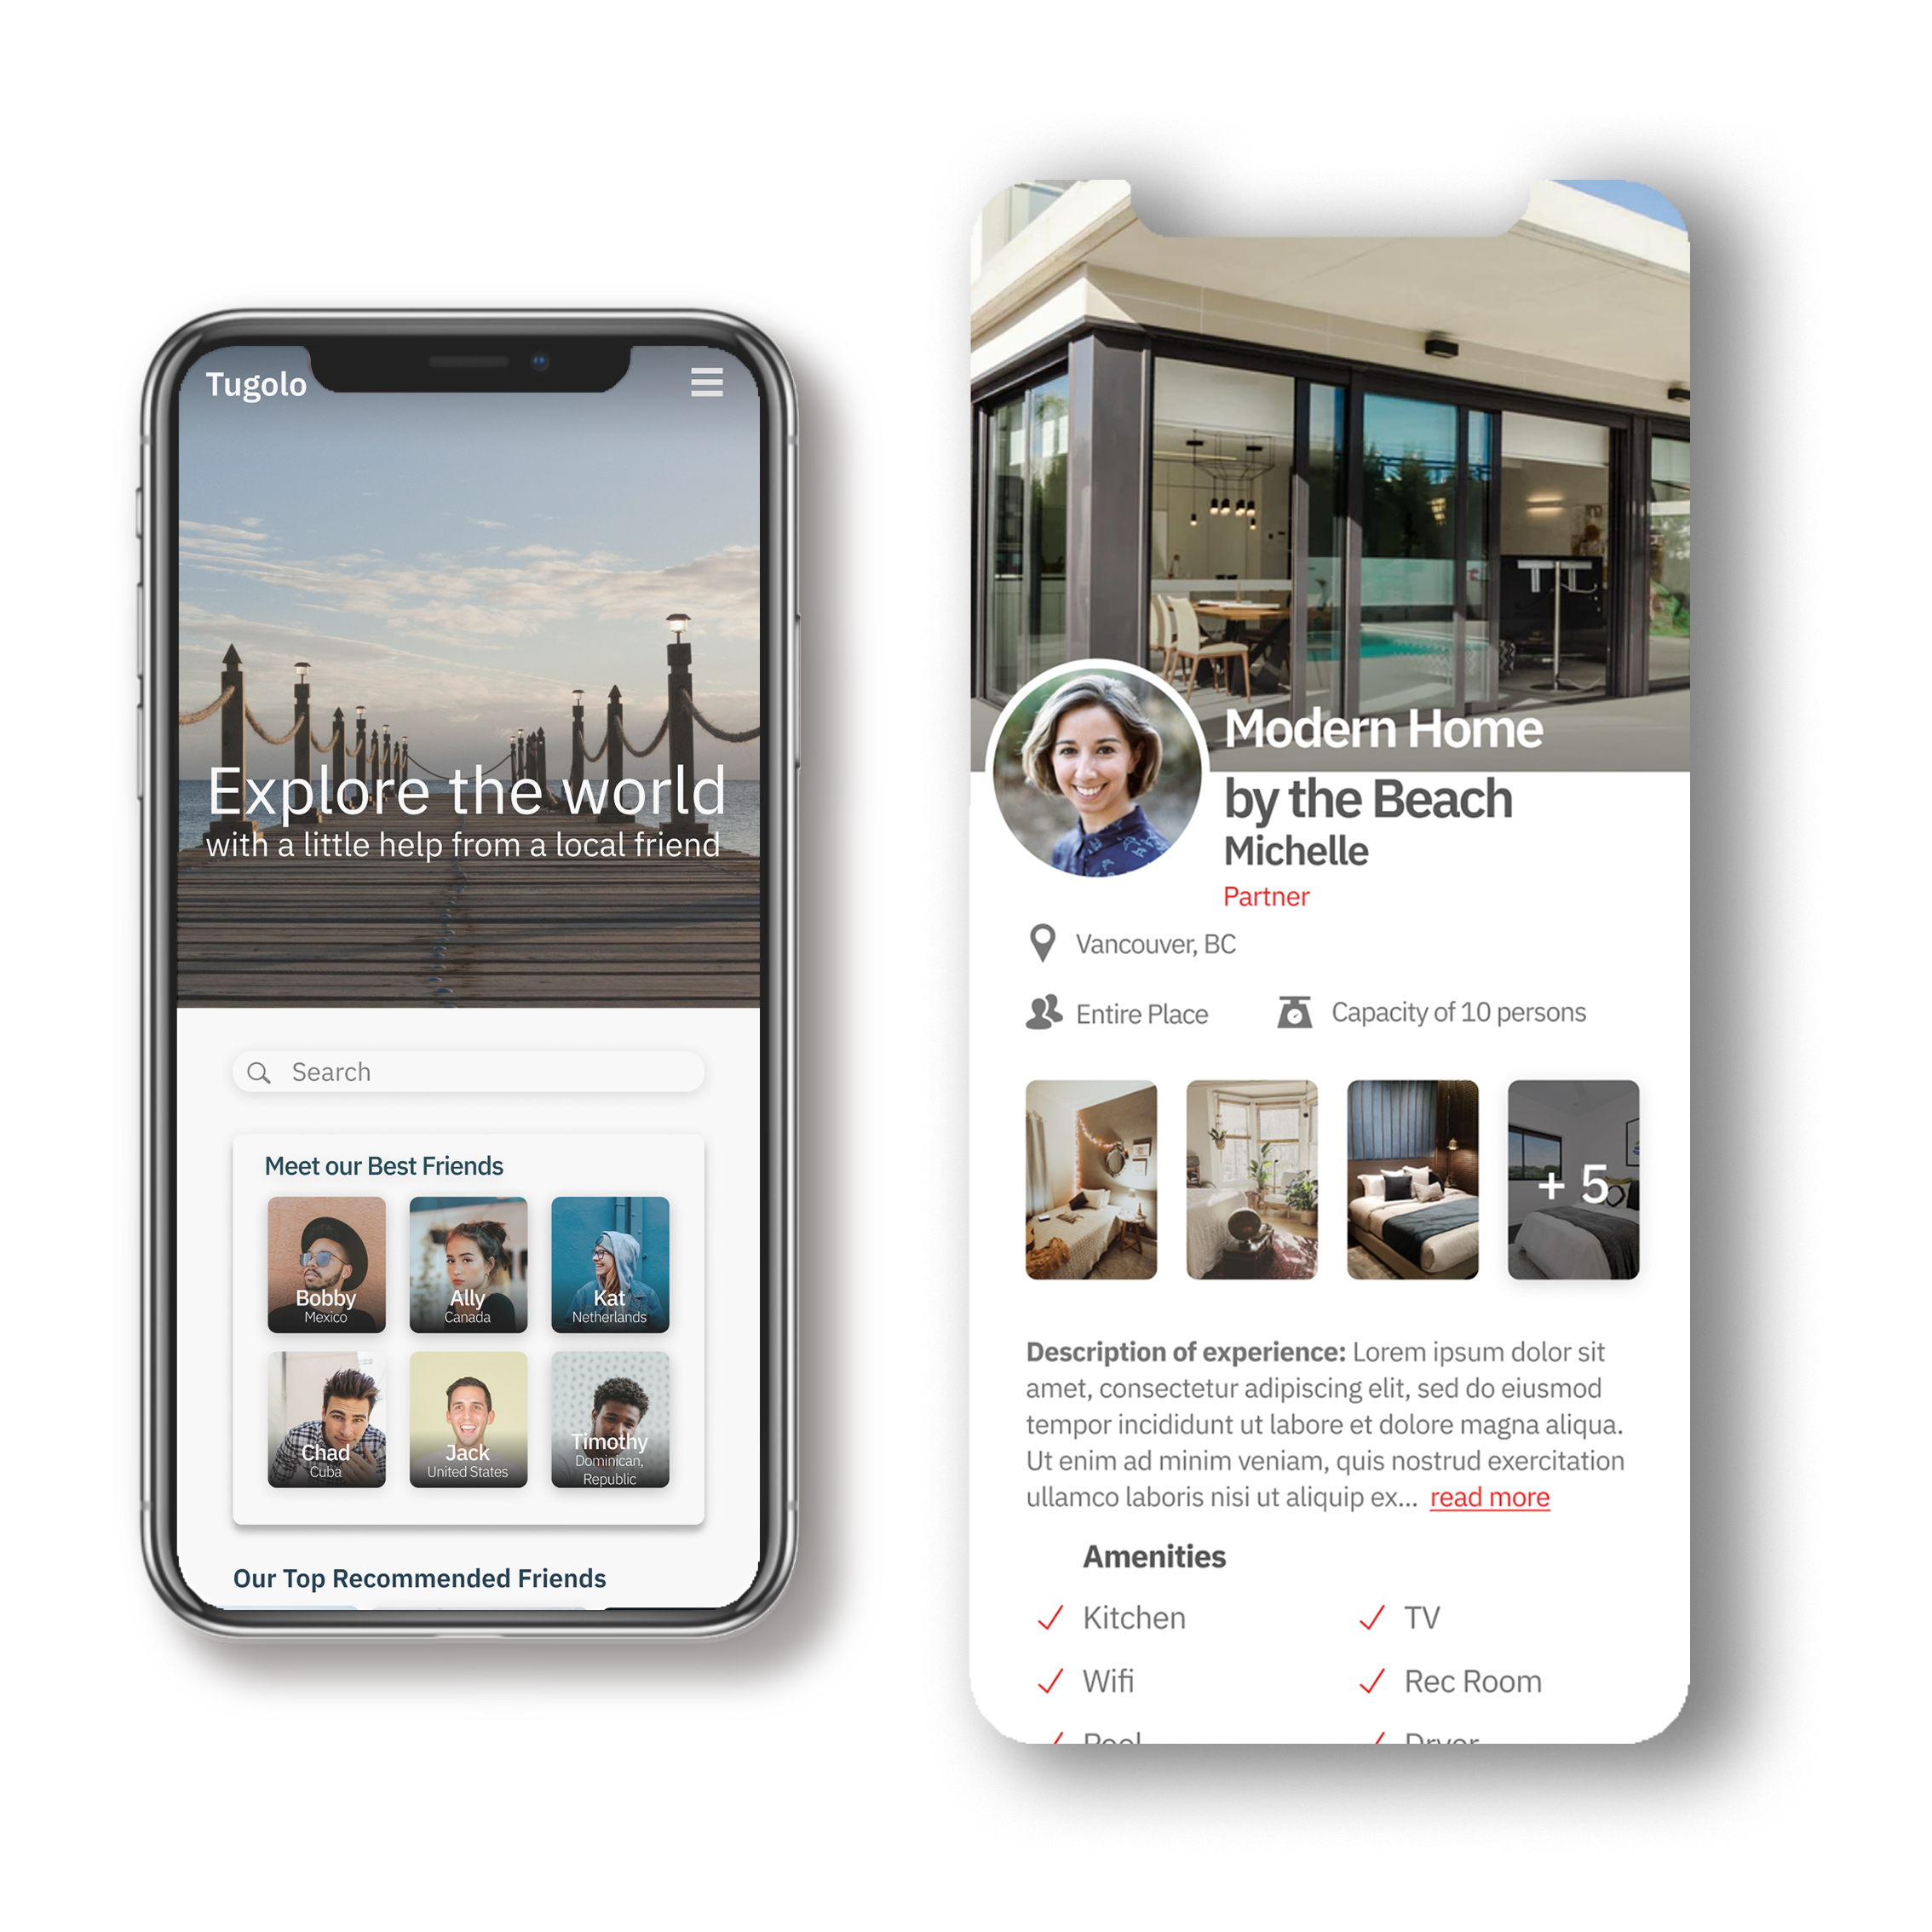 Tugolo
Explore the world
with a little help from a local friend
Search
Meet our Best Friends
Bobby
Mexico
Ally
Canada
Kat
Netherlands
Chad
Cuba
Jack
United States
Timothy
Dominican,
Republic
Our Top Recommended Friends
Modern Home
by the Beach
Michelle
Partner
Vancouver, BC
Entire Place
Capacity of 10 persons
+ 5
Description of experience: Lorem ipsum dolor sit
amet, consectetur adipiscing elit, sed do eiusmod
tempor incididunt ut labore et dolore magna aliqua.
Ut enim ad minim veniam, quis nostrud exercitation
ullamco laboris nisi ut aliquip ex... read more
Amenities
Kitchen
TV
Wifi
Rec Room
Pool
Dryer